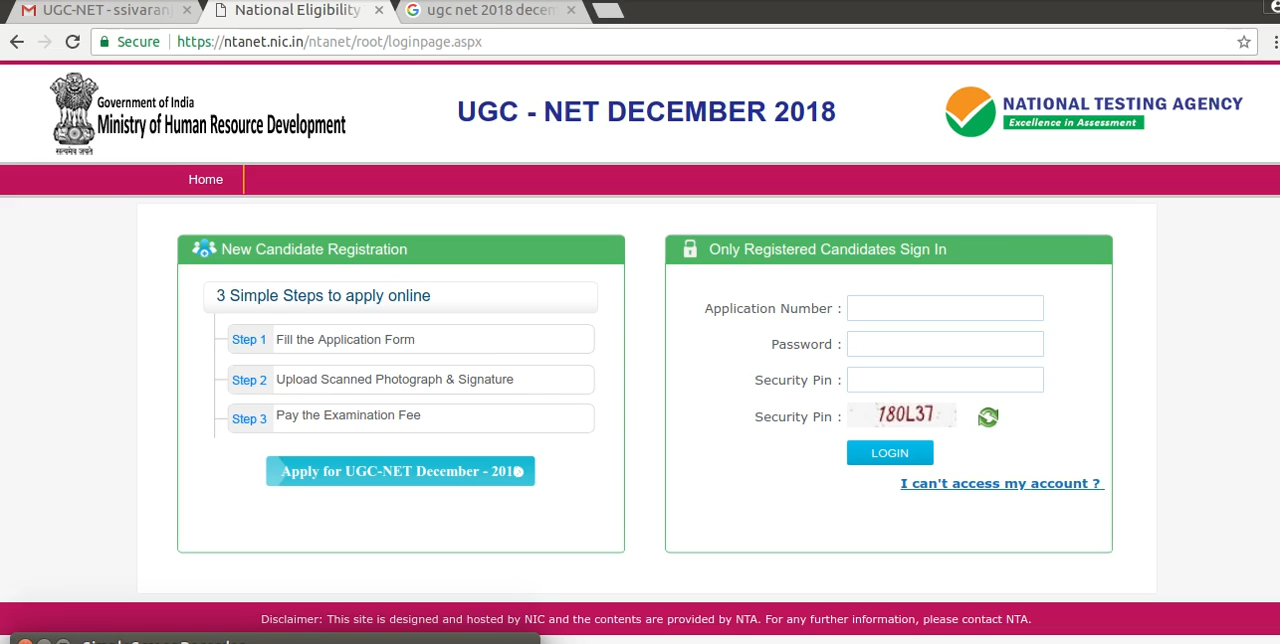 UGC-NET - ssivaranj
National Eligibility
ugc net 2018 decem
Secure
https://ntanet.nic.in/ntanet/root/loginpage.aspx
Government of India
Ministry of Human Resource Development
सत्यमेव जयते
UGC - NET DECEMBER 2018
NATIONAL TESTING AGENCY
Excellence in Assessment
Home
New Candidate Registration
3 Simple Steps to apply online
Step 1 Fill the Application Form
Step 2 Upload Scanned Photograph & Signature
Step 3 Pay the Examination Fee
Apply for UGC-NET December - 2018
Only Registered Candidates Sign In
Application Number :
Password :
Security Pin :
Security Pin : 180L37
LOGIN
I can't access my account ?
Disclaimer: This site is designed and hosted by NIC and the contents are provided by NTA. For any further information, please contact NTA.